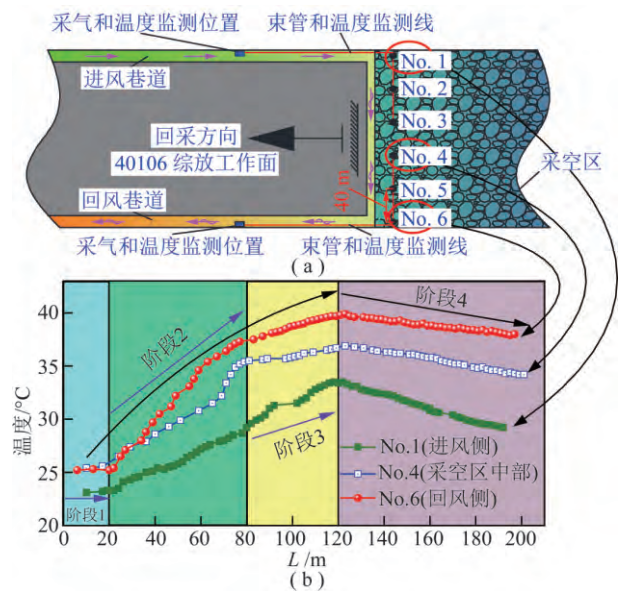 采气和温度监测位置 束管和温度监测线
进风巷道
No. 1
No. 2
No. 3
回采方向
40106 综放工作面
No. 4
采空区
No. 5
40 m
回风巷道
No. 6
采气和温度监测位置 束管和温度监测线
( a )
40
35
30
25
20
温度/°C
阶段1
阶段2
阶段3
阶段4
No.1(进风侧)
No.4(采空区中部)
No.6(回风侧)
0 20 40 60 80 100 120 140 160 180 200
L /m
( b )